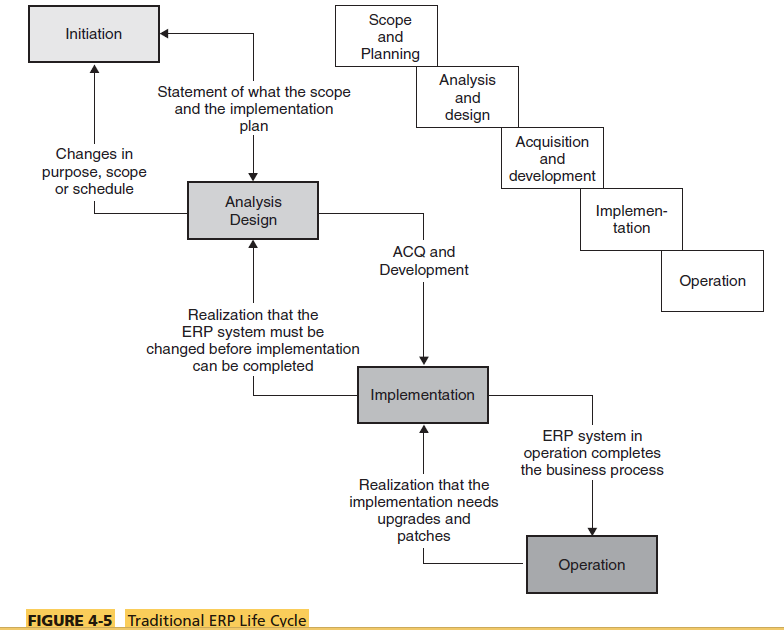 Initiation
Statement of what the scope
and the implementation
plan
Changes in
purpose, scope
or schedule
Analysis
Design
ACQ and
Development
Realization that the
ERP system must be
changed before implementation
can be completed
Implementation
ERP system in
operation completes
the business process
Realization that the
implementation needs
upgrades and
patches
Operation
Scope
and
Planning
Analysis
and
design
Acquisition
and
development
Implemen-
tation
Operation
FIGURE 4-5 Traditional ERP Life Cycle